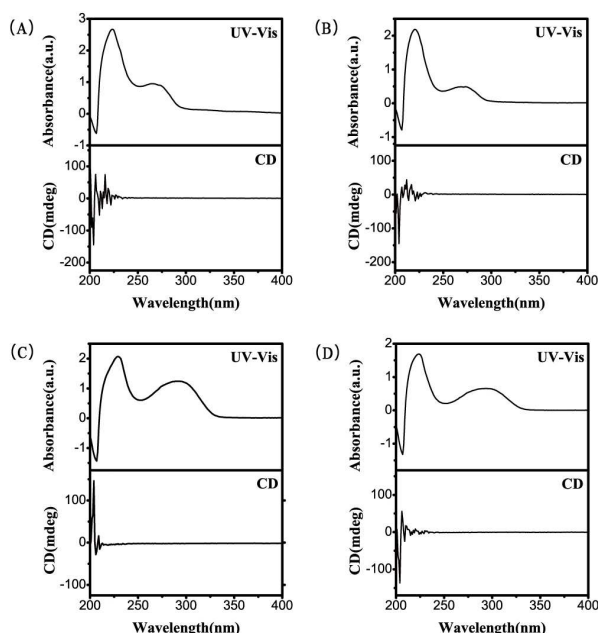 (A)
UV-Vis
Absorbance(a.u.)
3
2
1
0
-1
CD
CD(mdeg)
100
0
-100
-200
200 250 300 350 400
Wavelength(nm)
(B)
UV-Vis
Absorbance(a.u.)
2
1
0
-1
CD
CD(mdeg)
100
0
-100
-200
200 250 300 350 400
Wavelength(nm)
(C)
UV-Vis
Absorbance(a.u.)
2
1
0
-1
CD
CD(mdeg)
100
0
-100
200 250 300 350 400
Wavelength(nm)
(D)
UV-Vis
Absorbance(a.u.)
2
1
0
-1
CD
CD(mdeg)
100
0
-100
200 250 300 350 400
Wavelength(nm)